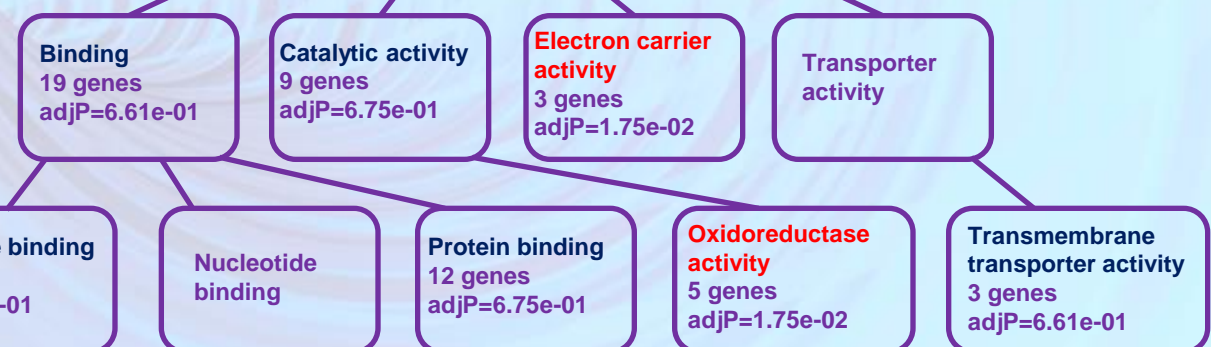 Binding
19 genes
adjP=6.61e-01
Catalytic activity
9 genes
adjP=6.75e-01
Electron carrier
activity
3 genes
adjP=1.75e-02
Transporter
activity
binding
-01
Nucleotide
binding
Protein binding
12 genes
adjP=6.75e-01
Oxidoreductase
activity
5 genes
adjP=1.75e-02
Transmembrane
transporter activity
3 genes
adjP=6.61e-01